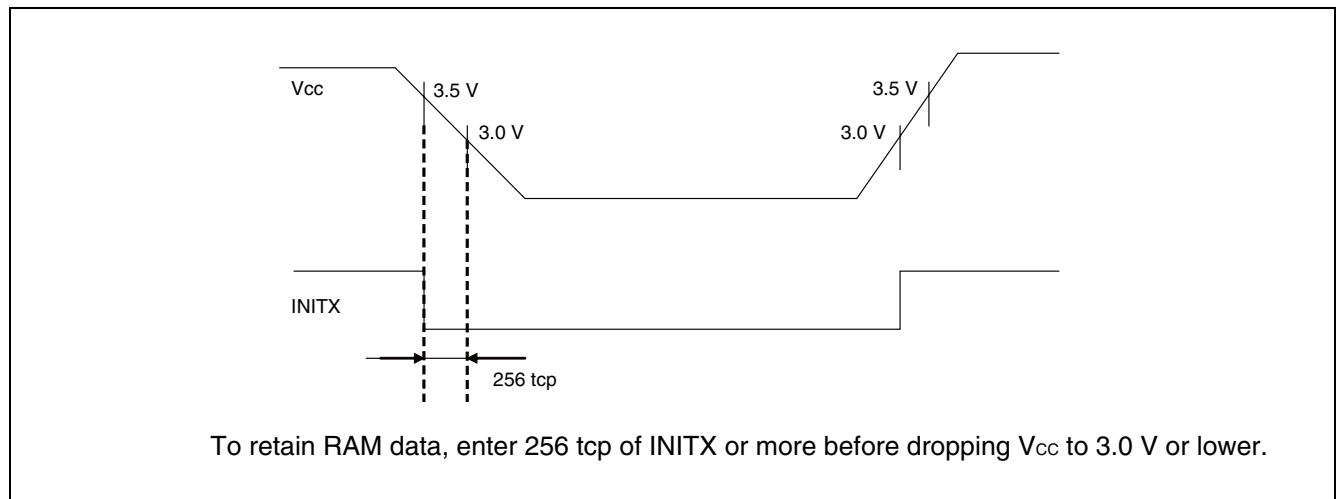 Vcc
3.5 V
3.0 V
3.5 V
3.0 V
INITX
256 tcp
To retain RAM data, enter 256 tcp of INITX or more before dropping Vcc to 3.0 V or lower.